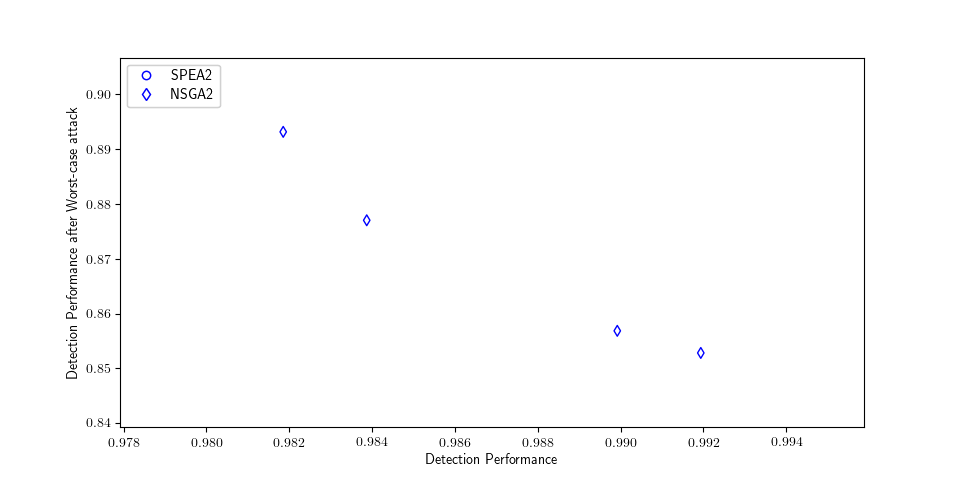 SPEA2
NSGA2
0.90
0.89
0.88
0.87
0.86
0.85
0.84
Detection Performance after Worst-case attack
0.978 0.980 0.982 0.984 0.986 0.988 0.990 0.992 0.994
Detection Performance